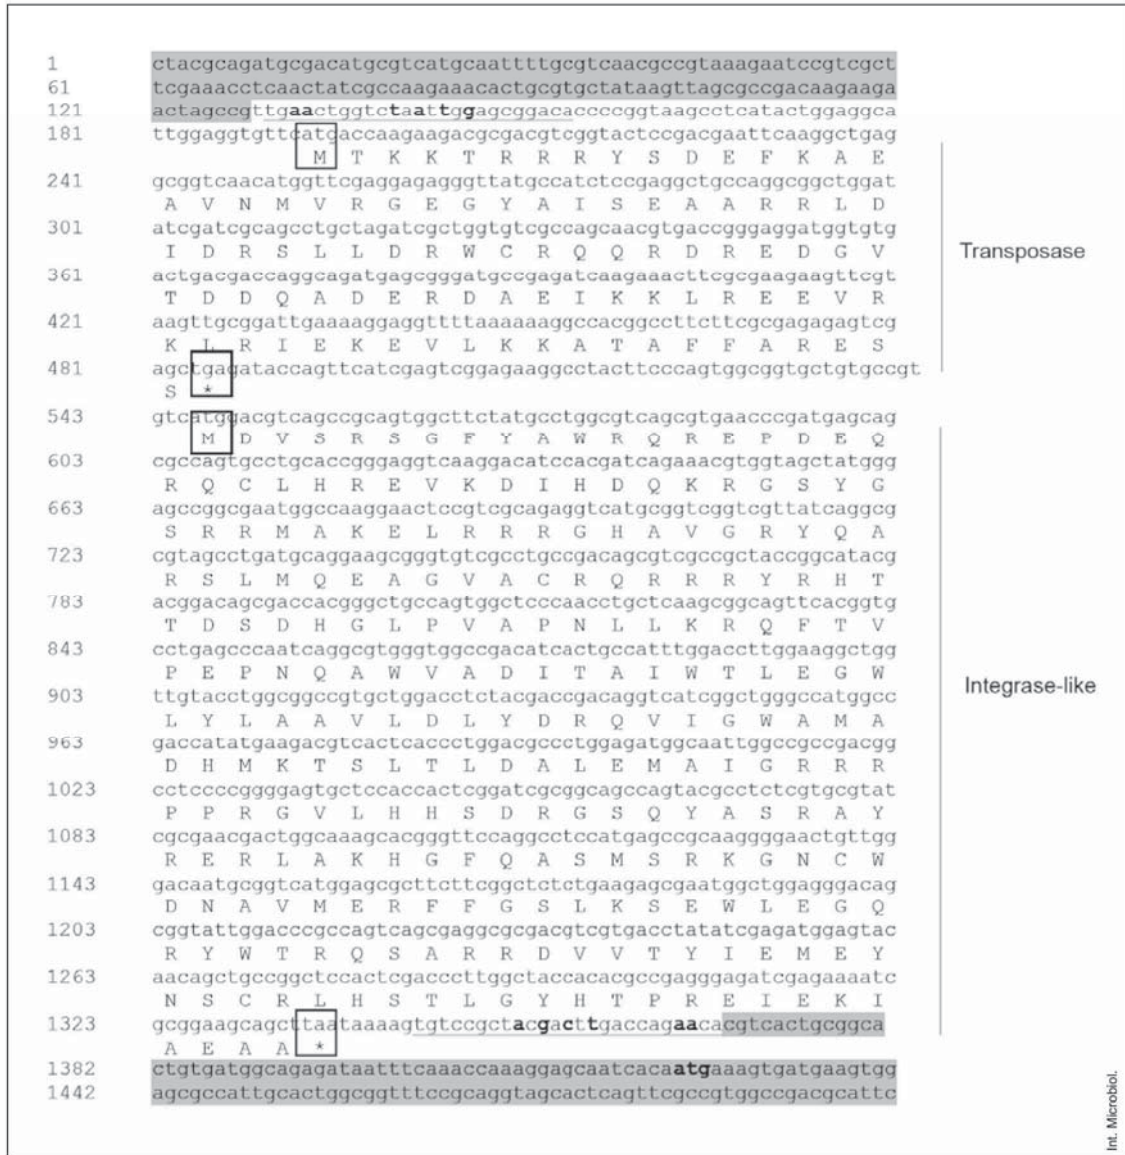 1 ctacgcagatgcgacatgcgtcatgcaattttgcgtcaacgccgtaaagaatccgtcgct
61 tcgaaacctcaactatcgccaagaaacactgcgtgctataagttagcgccgacaagaaga
121 actagccgttgaactggtctaattggagcggacaccccggtaagcctcatactggaggca
181 ttggaggtgttcatgaccaagaagacgcgacgtcggtactccgacgaattcaaggctgag
M T K K T R R R Y S D E F K A E
241 gcggtcaacatggttcgaggagagggttatgccatctccgaggctgccaggcggctggat
A V N M V R G E G Y A I S E A A R R L D
301 atcgatcgcagcctgctagatcgctggtgtcgccagcaacgtgaccgggaggatggtgtg
I D R S L L D R W C R Q Q R D R E D G V
Transposase
361 actgacgaccaggcagatgagcgggatgccgagatcaagaaacttcgcgaagaagttcgt
T D D Q A D E R D A E I K K L R E E V R
421 aagttgcggattgaaaaggaggttttaaaaaaggccacggccttcttcgcgagagagtcg
K L R I E K E V L K K A T A F F A R E S
481 agctgagataccagttcatcgagtcggagaaggcctacttcccagtggcggtgctgtgccgt
S *
543 gtcatggacgtcagccgcagtggcttctatgcctggcgtcagcgtgaacccgatgagcag
M D V S R S G F Y A W R Q R E P D E Q
603 cgccagtgcctgcaccgggaggtcaaggacatccacgatcagaaacgtggtagctatggg
R Q C L H R E V K D I H D Q K R G S Y G
663 agccggcgaatggccaaggaactccgtcgcagaggtcatgcggtcggtcgttatcaggcg
S R R M A K E L R R R G H A V G R Y Q A
723 cgtagcctgatgcaggaagcgggtgtcgcctgccgacagcgtcgccgctaccggcatacg
R S L M Q E A G V A C R Q R R R Y R H T
783 acggacagcgaccacgggctgccagtggctcccaacctgctcaagcggcagttcacggtg
T D S D H G L P V A P N L L K R Q F T V
843 cctgagcccaatcaggcgtgggtggccgacatcactgccatttggaccttggaaggctgg
P E P N Q A W V A D I T A I W T L E G W
Integrase-like
903 ttgtacctggcggccgtgctggacctctacgaccgacaggtcatcggctgggccatggcc
L Y L A A V L D L Y D R Q V I G W A M A
963 gaccatatgaagacgtcactcaccctggacgccctggagatggcaattggccgccgacgg
D H M K T S L T L D A L E M A I G R R R
1023 cctccccggggagtgctccaccactcggatcgcggcagccagtacgcctctcgtgcgtat
P P R G V L H H S D R G S Q Y A S R A Y
1083 cgcgaacgactggcaaagcacgggttccaggcctccatgagccgcaaggggaactgttgg
R E R L A K H G F Q A S M S R K G N C W
1143 gacaatgcggtcatggagcgcttcttcggctctctgaagagcgaatggctggagggacag
D N A V M E R F F G S L K S E W L E G Q
1203 cggtattggacccgccagtcagcgaggcgcgacgtcgtgacctatatcgagatggagtac
R Y W T R Q S A R R D V V T Y I E M E Y
1263 aacagctgccggctccactcgacccttggctaccacacgccgagggagatcgagaaaatc
N S C R L H S T L G Y H T P R E I E K I
1323 gcggaagcagcttaataaaagtgtccgctacgacttgaccagaacacgtcactgcggca
A E A A *
1382 ctgtgatggcagagataatttcaaaccaaaggagcaatcacaatgaaagtgatgaagtgg
1442 agcgccattgcactggcggtttccgcaggtagcactcagttcgccgtggccgacgcattc
Int. Microbiol.